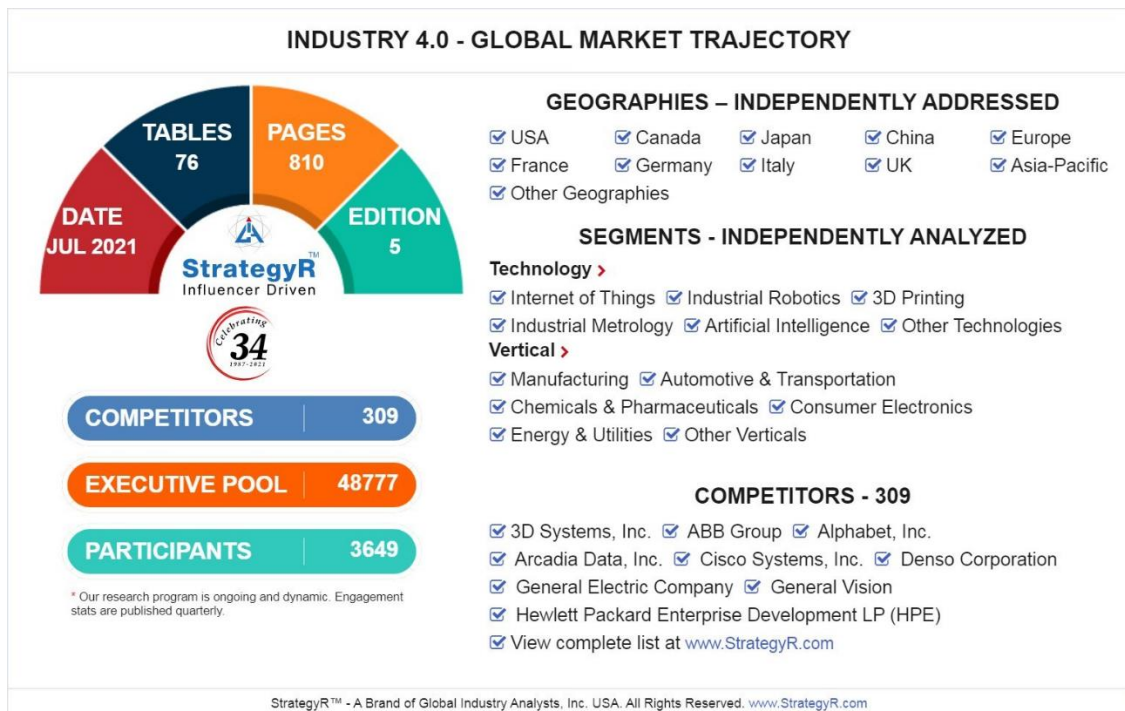 INDUSTRY 4.0 - GLOBAL MARKET TRAJECTORY
DATE
JUL 2021
TABLES
76
PAGES
810
EDITION
5
StrategyR™
Influencer Driven
Celebrating
34
1987-2021
COMPETITORS 309
EXECUTIVE POOL 48777
PARTICIPANTS 3649
* Our research program is ongoing and dynamic. Engagement
stats are published quarterly.
GEOGRAPHIES – INDEPENDENTLY ADDRESSED
USA Canada Japan China Europe
France Germany Italy UK Asia-Pacific
Other Geographies
SEGMENTS - INDEPENDENTLY ANALYZED
Technology >
Internet of Things Industrial Robotics 3D Printing
Industrial Metrology Artificial Intelligence Other Technologies
Vertical >
Manufacturing Automotive & Transportation
Chemicals & Pharmaceuticals Consumer Electronics
Energy & Utilities Other Verticals
COMPETITORS - 309
3D Systems, Inc. ABB Group Alphabet, Inc.
Arcadia Data, Inc. Cisco Systems, Inc. Denso Corporation
General Electric Company General Vision
Hewlett Packard Enterprise Development LP (HPE)
View complete list at www.StrategyR.com
StrategyR™ - A Brand of Global Industry Analysts, Inc. USA. All Rights Reserved. www.StrategyR.com